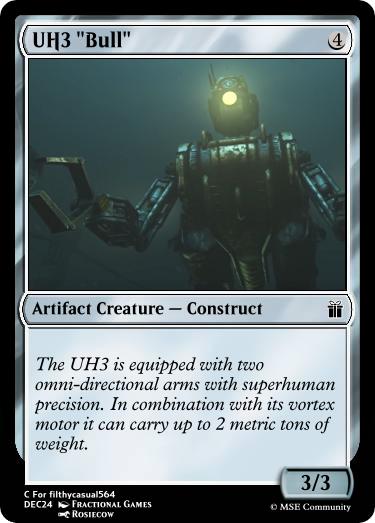 UH3 "Bull" 4
Artifact Creature — Construct
The UH3 is equipped with two
omni-directional arms with superhuman
precision. In combination with its vortex
motor it can carry up to 2 metric tons of
weight.
3/3
C For filthycasual564
DEC24 Fractional Games
Rosiecow
© MSE Community